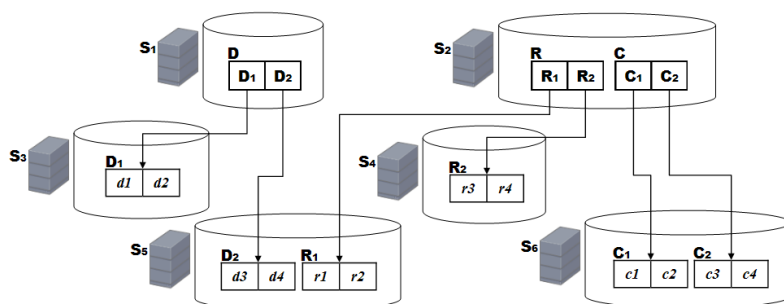 S1
D
D1 D2
S2
R C
R1 R2 C1 C2
S3
D1
d1 d2
S4
R2
r3 r4
S5
D2 R1
d3 d4 r1 r2
S6
C1 C2
c1 c2 c3 c4